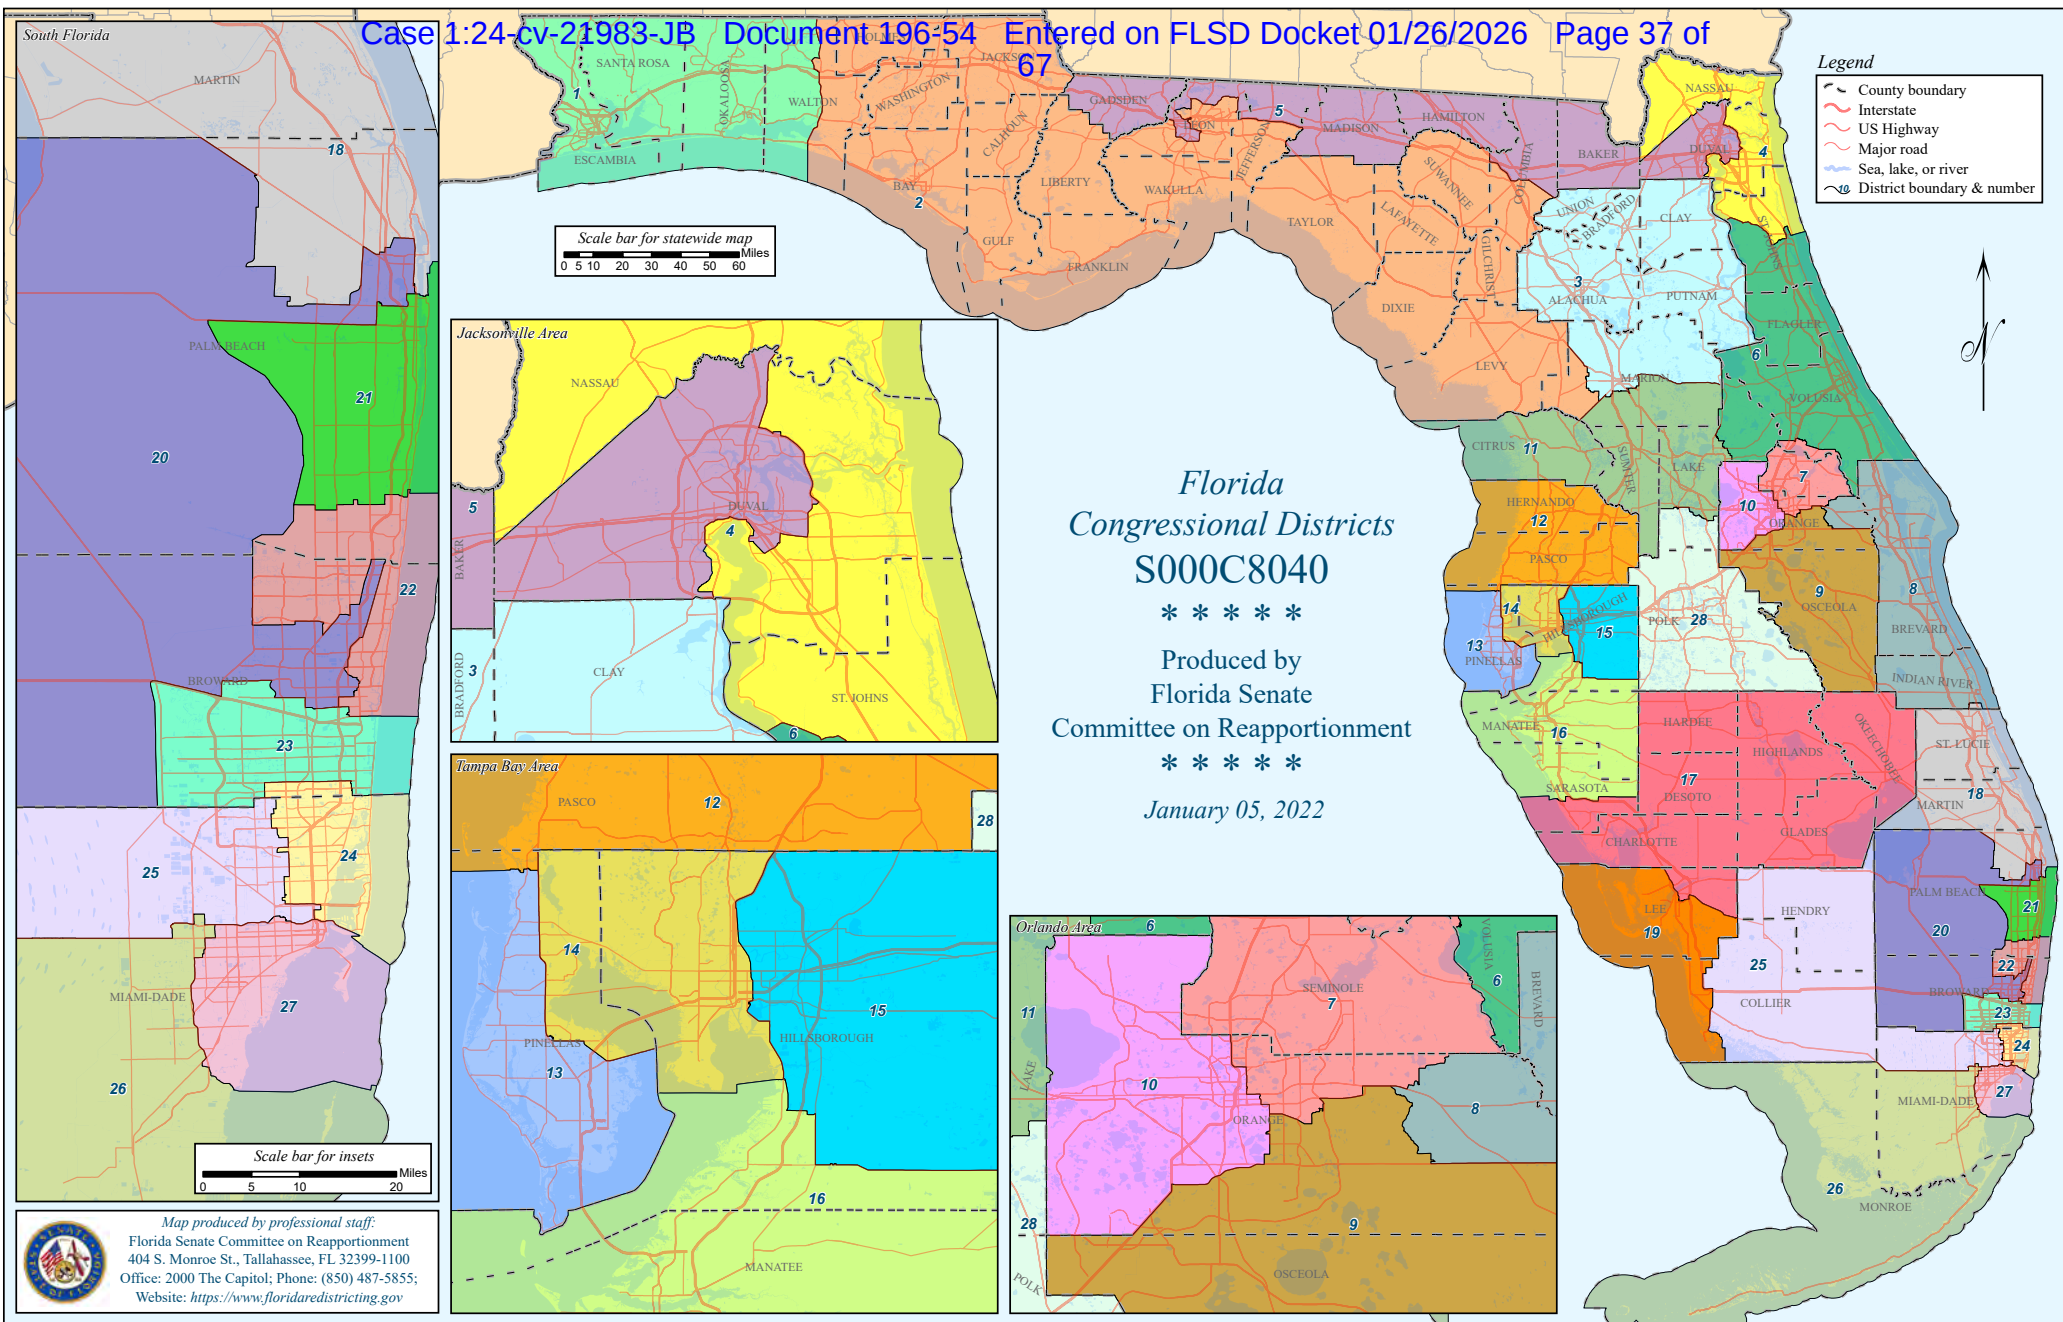 Case 1:24-cv-21983-JB Document 196-54 Entered on FLSD Docket 01/26/2026 Page 37 of
67
South Florida
MARTIN
18
PALM BEACH
21
20
22
BROWARD
23
24
25
MIAMI-DADE
27
26
Scale bar for insets
Miles
0 5 10 20
Map produced by professional staff:
Florida Senate Committee on Reapportionment
404 S. Monroe St., Tallahassee, FL 32399-1100
Office: 2000 The Capitol; Phone: (850) 487-5855;
Website: https://www.floridaredistricting.gov
Scale bar for statewide map
Miles
0 5 10 20 30 40 50 60
Jacksonville Area
NASSAU
5
DUVAL
4
BAKER
3
BRADFORD
CLAY
ST. JOHNS
6
Tampa Bay Area
PASCO
12
28
14
15
PINELLAS
HILLSBOROUGH
13
16
MANATEE
Orlando Area
6
VOLUSIA
6
BREVARD
SEMINOLE
7
11
LAKE
10
8
ORANGE
28
9
POLK
OSCEOLA
Florida
Congressional Districts
S000C8040
* * * * *
Produced by
Florida Senate
Committee on Reapportionment
* * * * *
January 05, 2022
Legend
County boundary
Interstate
US Highway
Major road
Sea, lake, or river
10 District boundary & number
N
1
SANTA ROSA
OKALOOSA
WALTON
ESCAMBIA
HOLMES
JACKSON
WASHINGTON
CALHOUN
BAY
2
GULF
LIBERTY
FRANKLIN
GADSDEN
LEON
WAKULLA
JEFFERSON
5
MADISON
HAMILTON
TAYLOR
SUWANNEE
LAFAYETTE
COLUMBIA
BAKER
GILCHRIST
DIXIE
LEVY
NASSAU
DUVAL
4
UNION
BRADFORD
CLAY
ST. JOHNS
3
ALACHUA
PUTNAM
FLAGLER
6
MARION
VOLUSIA
CITRUS
11
SUMTER
LAKE
7
10
ORANGE
HERNANDO
12
PASCO
14
HILLSBOROUGH
15
13
PINELLAS
POLK
28
9
OSCEOLA
8
BREVARD
INDIAN RIVER
MANATEE
16
SARASOTA
HARDEE
HIGHLANDS
OKEECHOBEE
17
DESOTO
ST. LUCIE
18
MARTIN
CHARLOTTE
GLADES
LEE
19
HENDRY
25
COLLIER
PALM BEACH
21
20
22
BROWARD
23
24
27
MIAMI-DADE
26
MONROE